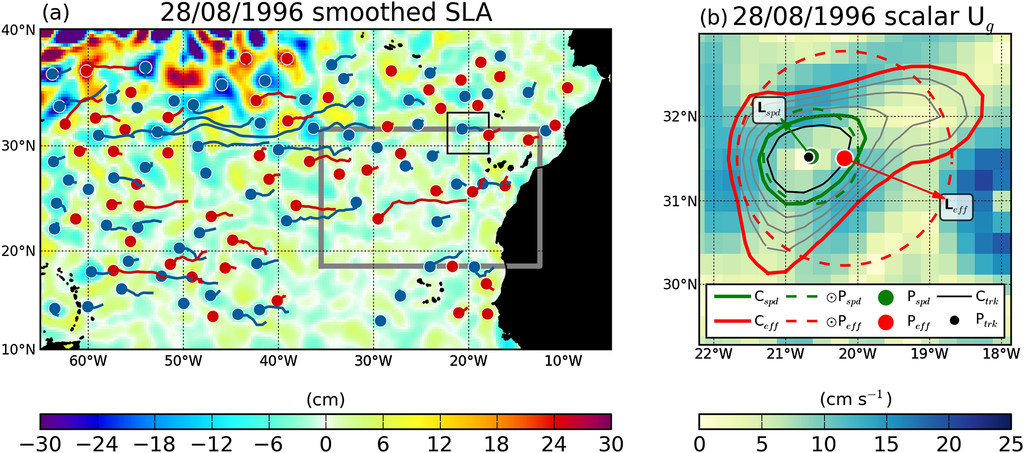 (a) 28/08/1996 smoothed SLA
40°N
30°N
20°N
10°N
60°W 50°W 40°W 30°W 20°W 10°W
(cm)
−30 −24 −18 −12 −6 0 6 12 18 24 30
(b) 28/08/1996 scalar U_g
32°N
31°N
30°N
L_spd
L_eff
C_spd ⊙P_spd P_spd C_trk
C_eff ⊙P_eff P_eff P_trk
22°W 21°W 20°W 19°W 18°W
(cm s⁻¹)
0 5 10 15 20 25